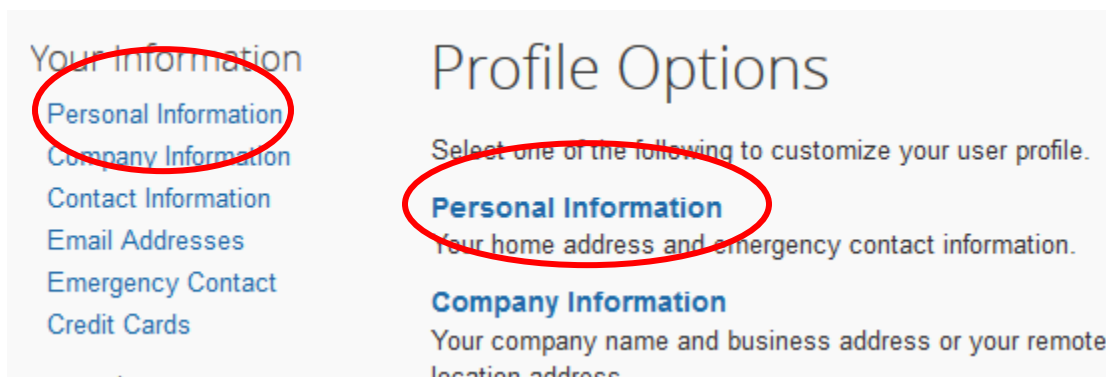 Your Information
Personal Information
Company Information
Contact Information
Email Addresses
Emergency Contact
Credit Cards
Profile Options
Select one of the following to customize your user profile.
Personal Information
Your home address and emergency contact information.
Company Information
Your company name and business address or your remote
location address.